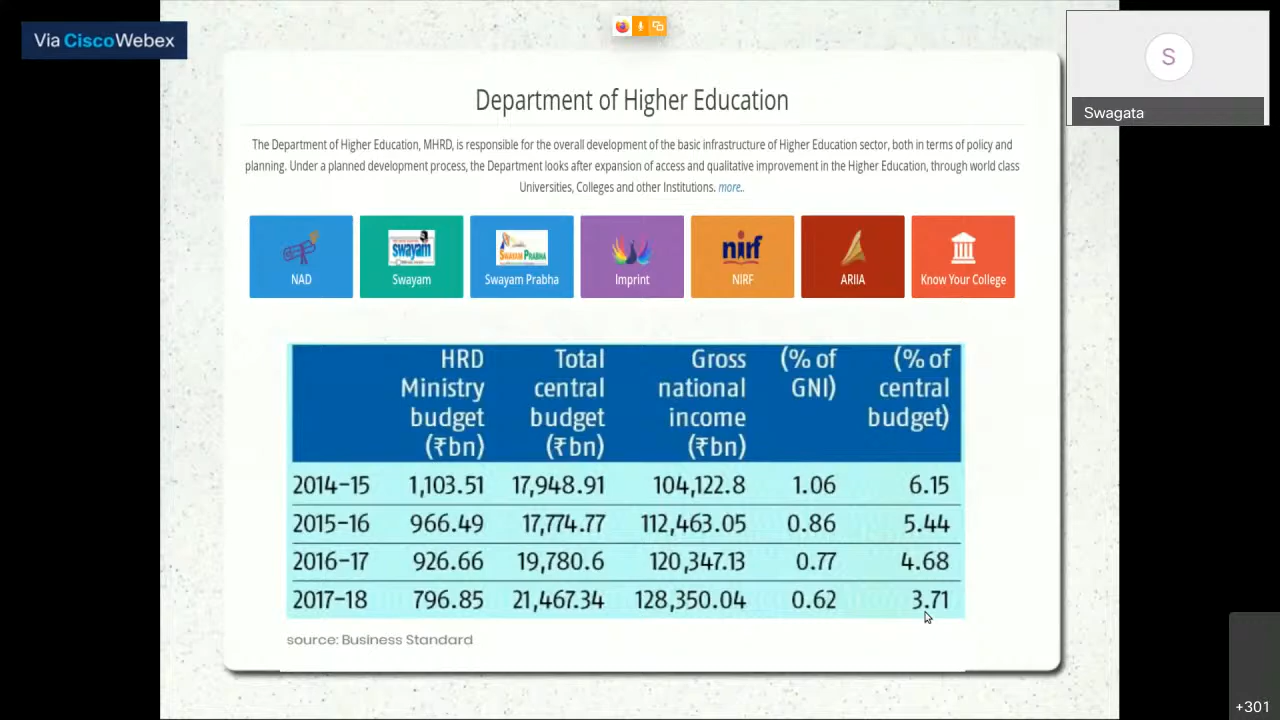 Via CiscoWebex
S
Swagata
Department of Higher Education
The Department of Higher Education, MHRD, is responsible for the overall development of the basic infrastructure of Higher Education sector, both in terms of policy and
planning. Under a planned development process, the Department looks after expansion of access and qualitative improvement in the Higher Education, through world class
Universities, Colleges and other Institutions. more..
swayam
SWAYAM PRABHA
nirf
NAD Swayam Swayam Prabha Imprint NIRF ARIIA Know Your College
HRD Total Gross (% of (% of
Ministry central national GNI) central
budget budget income budget)
(₹bn) (₹bn) (₹bn)
2014-15 1,103.51 17,948.91 104,122.8 1.06 6.15
2015-16 966.49 17,774.77 112,463.05 0.86 5.44
2016-17 926.66 19,780.6 120,347.13 0.77 4.68
2017-18 796.85 21,467.34 128,350.04 0.62 3.71
source: Business Standard
+301